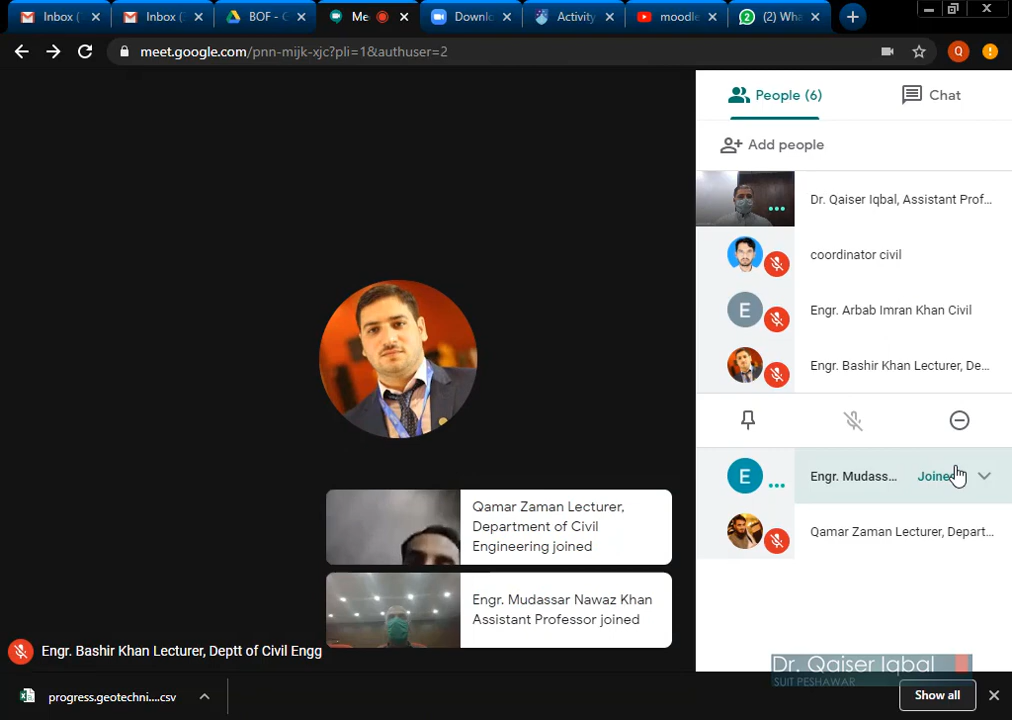 Inbox (
Inbox (
BOF - G
Me
Downlo
Activity
moodle
(2) Wha
meet.google.com/pnn-mijk-xjc?pli=1&authuser=2
Q
People (6)
Chat
Add people
Dr. Qaiser Iqbal, Assistant Prof...
coordinator civil
E
Engr. Arbab Imran Khan Civil
Engr. Bashir Khan Lecturer, De...
E
Engr. Mudass...
Joined
Qamar Zaman Lecturer, Depart...
Qamar Zaman Lecturer,
Department of Civil
Engineering joined
Engr. Mudassar Nawaz Khan
Assistant Professor joined
Engr. Bashir Khan Lecturer, Deptt of Civil Engg
Dr. Qaiser Iqbal
SUIT PESHAWAR
progress.geotechni....csv
Show all